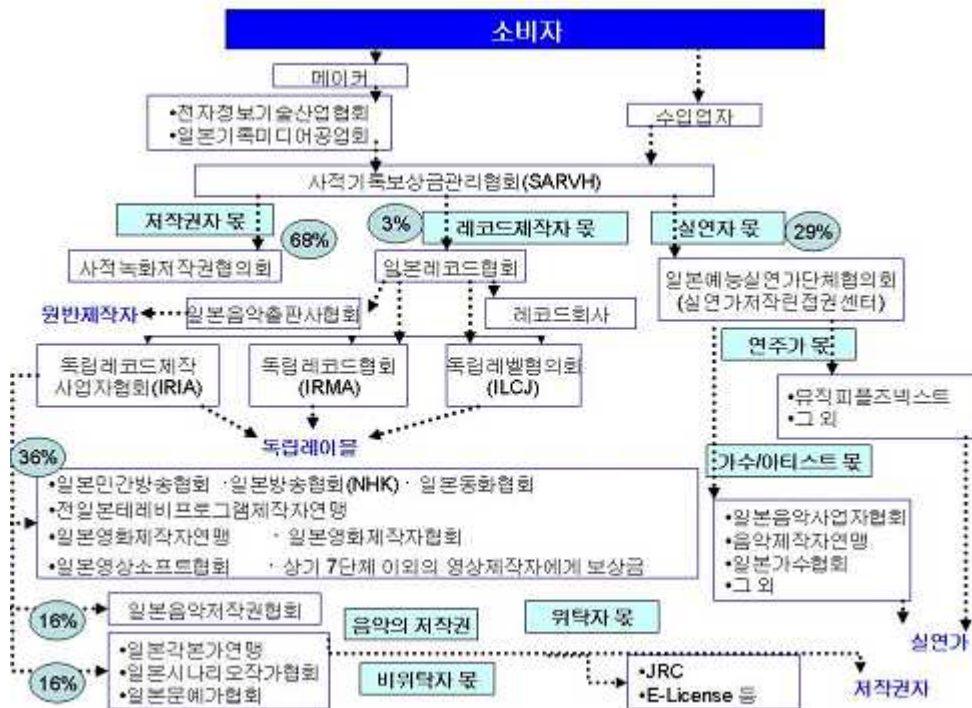 소비자
메이커
•전자정보기술산업협회
•일본기록미디어공업회
수입업자
사적기록보상금관리협회(SARVH)
저작권자 몫
68%
3%
레코드제작자 몫
실연자 몫
29%
사적녹화저작권협의회
일본레코드협회
일본예능실연가단체협의회
(실연가저작린접권센터)
원반제작자
일본음악출판사협회
레코드회사
연주가 몫
독립레코드제작
사업자협회(IRIA)
독립레코드협회
(IRMA)
독립레벨협의회
(ILCJ)
•뮤직피플즈넥스트
•그 외
독립레이블
36%
가수/아티스트 몫
•일본민간방송협회 ·일본방송협회(NHK)· 일본동화협회
•전일본테레비프로그램제작자연맹
•일본영화제작자연맹 · 일본영화제작자협회
•일본영상소프트협회 · 상기 7단체 이외의 영상제작자에게 보상금
•일본음악사업자협회
•음악제작자연맹
•일본가수협회
•그 외
16%
일본음악저작권협회
음악의 저작권
위탁자 몫
실연가
16%
•일본각본가연맹
•일본시나리오작가협회
•일본문예가협회
비위탁자 몫
•JRC
•E-License 등
저작권자